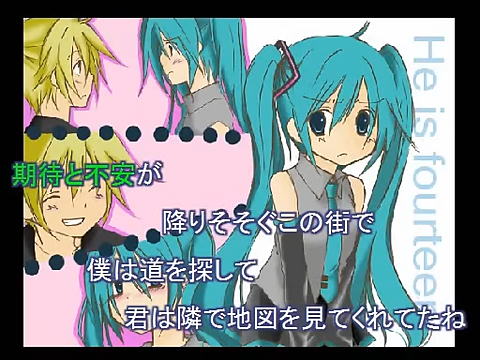 He is fourteen
期待と不安が
降りそそぐこの街で
僕は道を探して
君は隣で地図を見てくれてたね